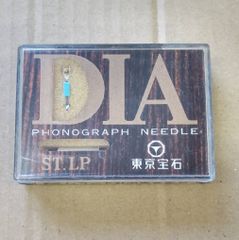 DIA
PHONOGRAPH NEEDLE
ST. LP
東京宝石